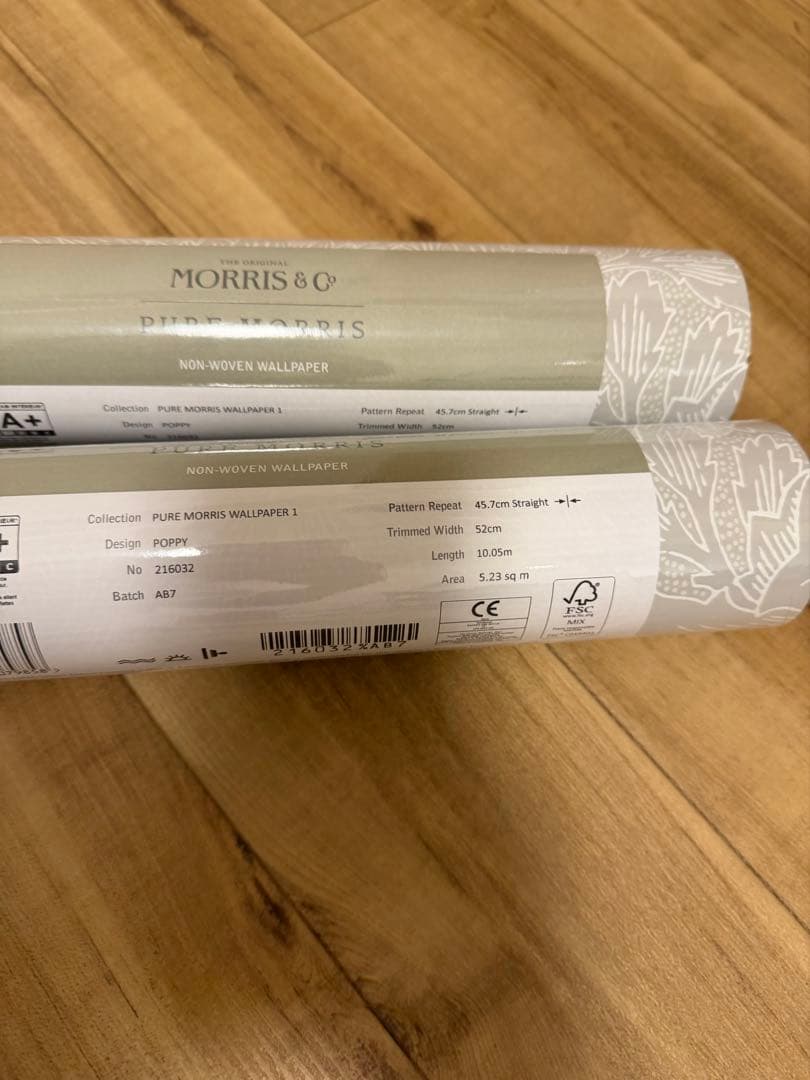 THE ORIGINAL
MORRIS & Co
PURE MORRIS
NON-WOVEN WALLPAPER
A+
Collection PURE MORRIS WALLPAPER 1
Design POPPY
No 216032
Pattern Repeat 45.7cm Straight
Trimmed Width 52cm
PURE MORRIS
NON-WOVEN WALLPAPER
+
C
Collection PURE MORRIS WALLPAPER 1
Design POPPY
No 216032
Batch AB7
Pattern Repeat 45.7cm Straight
Trimmed Width 52cm
Length 10.05m
Area 5.23 sq m
216032%AB7
CE
FSC
MIX